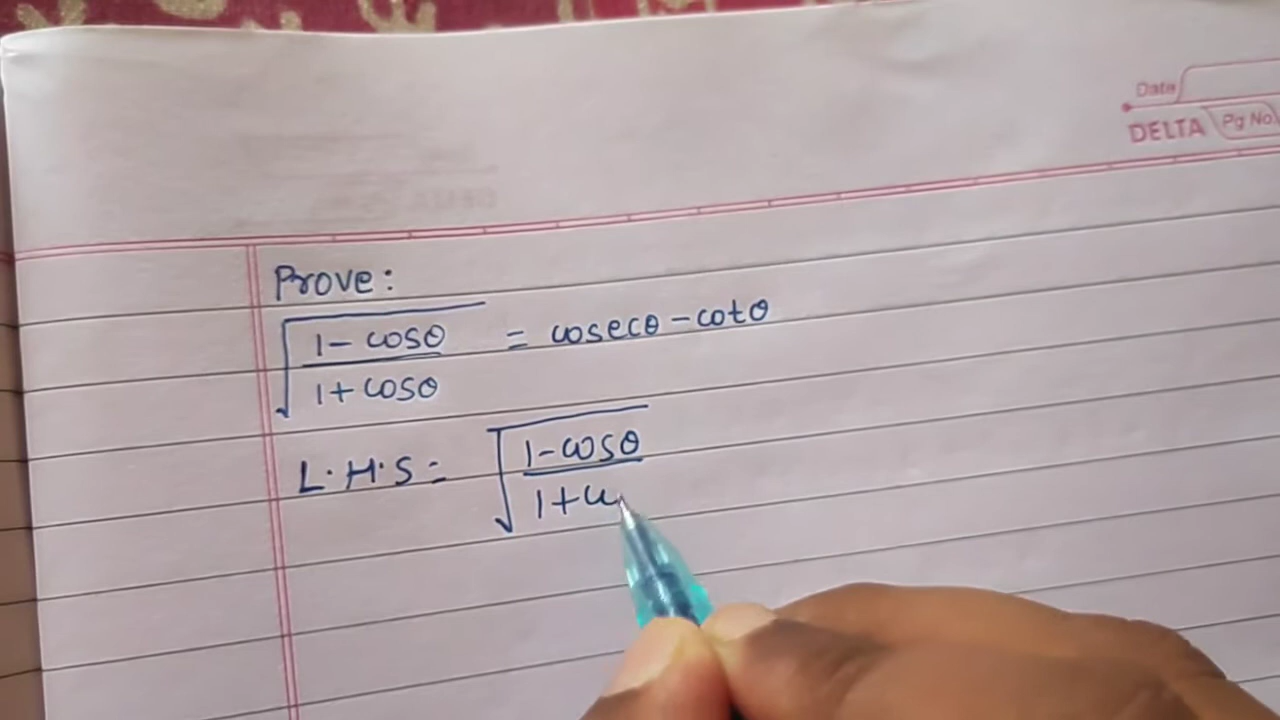 Date
DELTA Pg No.
Prove:
√(1-cosθ / 1+cosθ) = cosecθ-cotθ
L.H.S = √(1-cosθ / 1+c